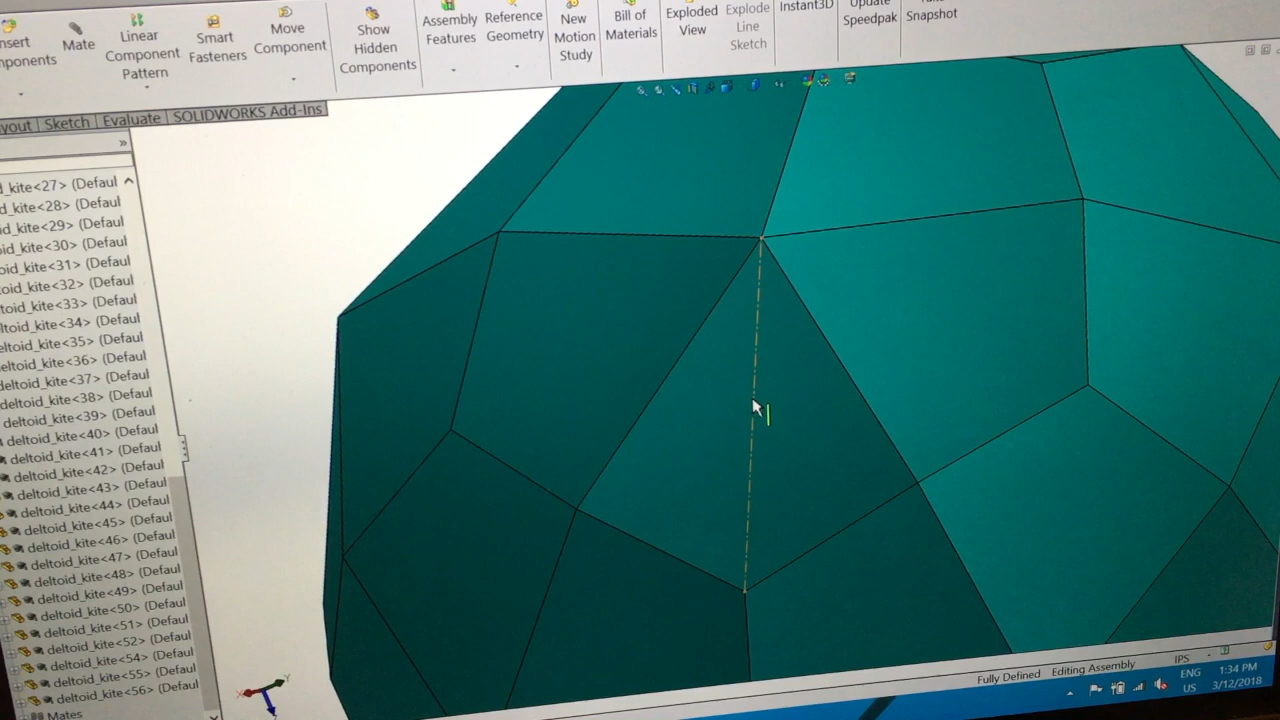 Insert
Components
Mate
Linear
Component
Pattern
Smart
Fasteners
Move
Component
Show
Hidden
Components
Assembly
Features
Reference
Geometry
New
Motion
Study
Bill of
Materials
Exploded
View
Explode
Line
Sketch
Instant3D
Update
Speedpak
Snapshot
yout | Sketch | Evaluate | SOLIDWORKS Add-Ins
»
d_kite<27> (Defaul
d_kite<28> (Defaul
id_kite<29> (Defaul
oid_kite<30> (Defaul
oid_kite<31> (Defaul
toid_kite<32> (Defaul
toid_kite<33> (Defaul
ltoid_kite<34> (Defaul
eltoid_kite<35> (Defaul
eltoid_kite<36> (Defaul
deltoid_kite<37> (Defaul
deltoid_kite<38> (Defaul
deltoid_kite<39> (Defaul
deltoid_kite<40> (Defaul
deltoid_kite<41> (Defaul
deltoid_kite<42> (Defaul
deltoid_kite<43> (Defaul
deltoid_kite<44> (Defaul
deltoid_kite<45> (Defaul
deltoid_kite<46> (Defaul
deltoid_kite<47> (Defaul
deltoid_kite<48> (Defaul
deltoid_kite<49> (Defaul
deltoid_kite<50> (Defaul
deltoid_kite<51> (Defaul
deltoid_kite<52> (Defaul
deltoid_kite<54> (Defaul
deltoid_kite<55> (Defaul
deltoid_kite<56> (Defaul
Mates
X
Y
Fully Defined Editing Assembly IPS
ENG
US
1:34 PM
3/12/2018